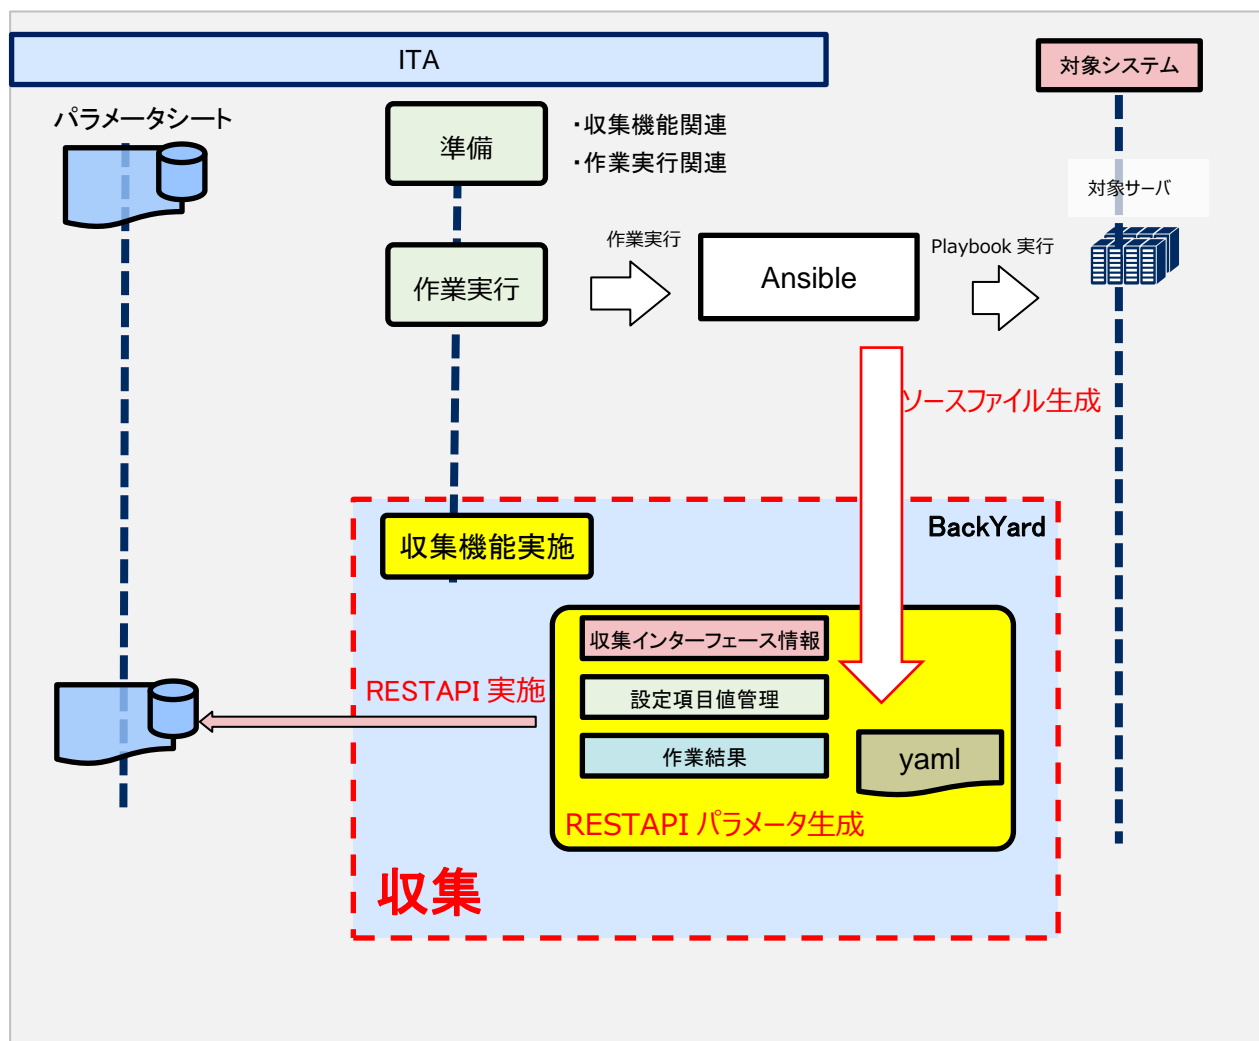 ITA
対象システム
パラメータシート
準備
・収集機能関連
・作業実行関連
対象サーバ
作業実行
作業実行
Ansible
Playbook 実行
ソースファイル生成
BackYard
収集機能実施
収集インターフェース情報
RESTAPI 実施
設定項目値管理
作業結果
yaml
RESTAPI パラメータ生成
収集